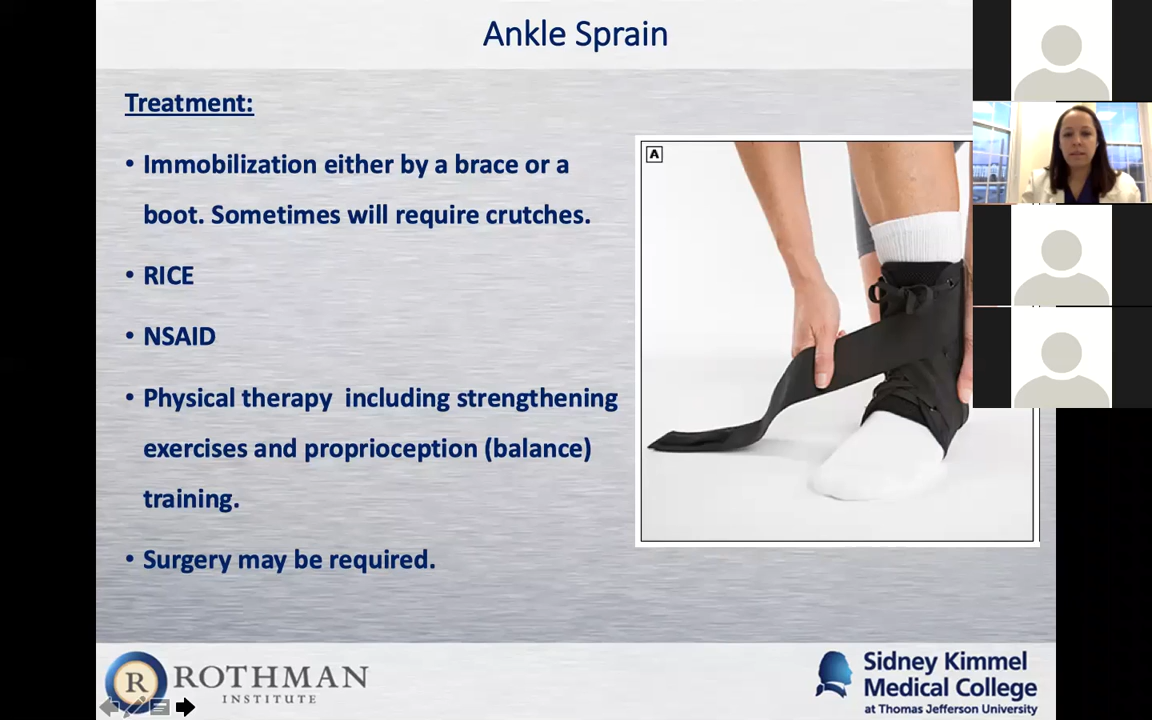 Ankle Sprain
Treatment:
• Immobilization either by a brace or a
boot. Sometimes will require crutches.
• RICE
• NSAID
• Physical therapy  including strengthening
exercises and proprioception (balance)
training.
• Surgery may be required.
A
R ROTHMAN
INSTITUTE
Sidney Kimmel
Medical College
at Thomas Jefferson University